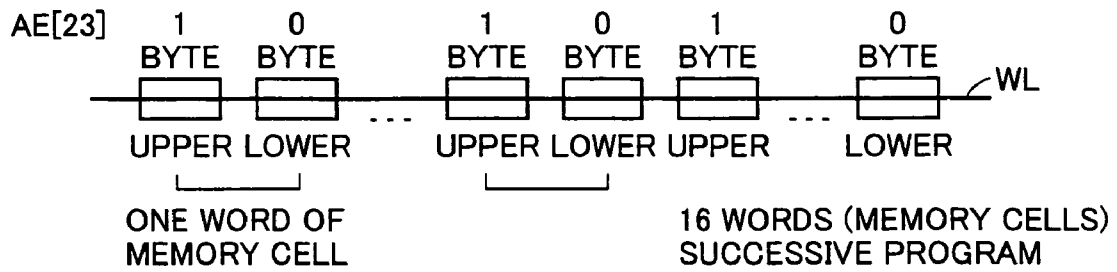 AE[23] 1 0 1 0 1 0
BYTE BYTE BYTE BYTE BYTE BYTE
WL
... ...
UPPER LOWER UPPER LOWER UPPER LOWER
ONE WORD OF
MEMORY CELL
16 WORDS (MEMORY CELLS)
SUCCESSIVE PROGRAM